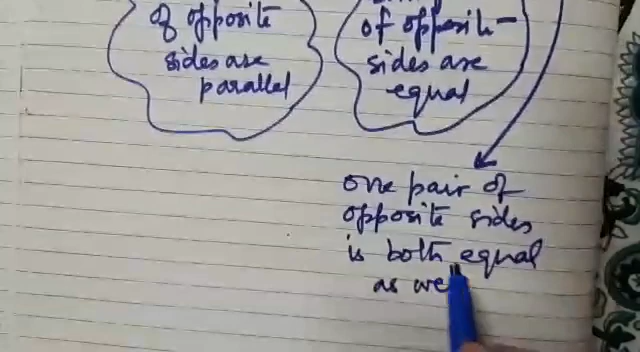 of opposite
sides are
parallel
of opposite
sides are
equal
one pair of
opposite sides
is both equal
as we